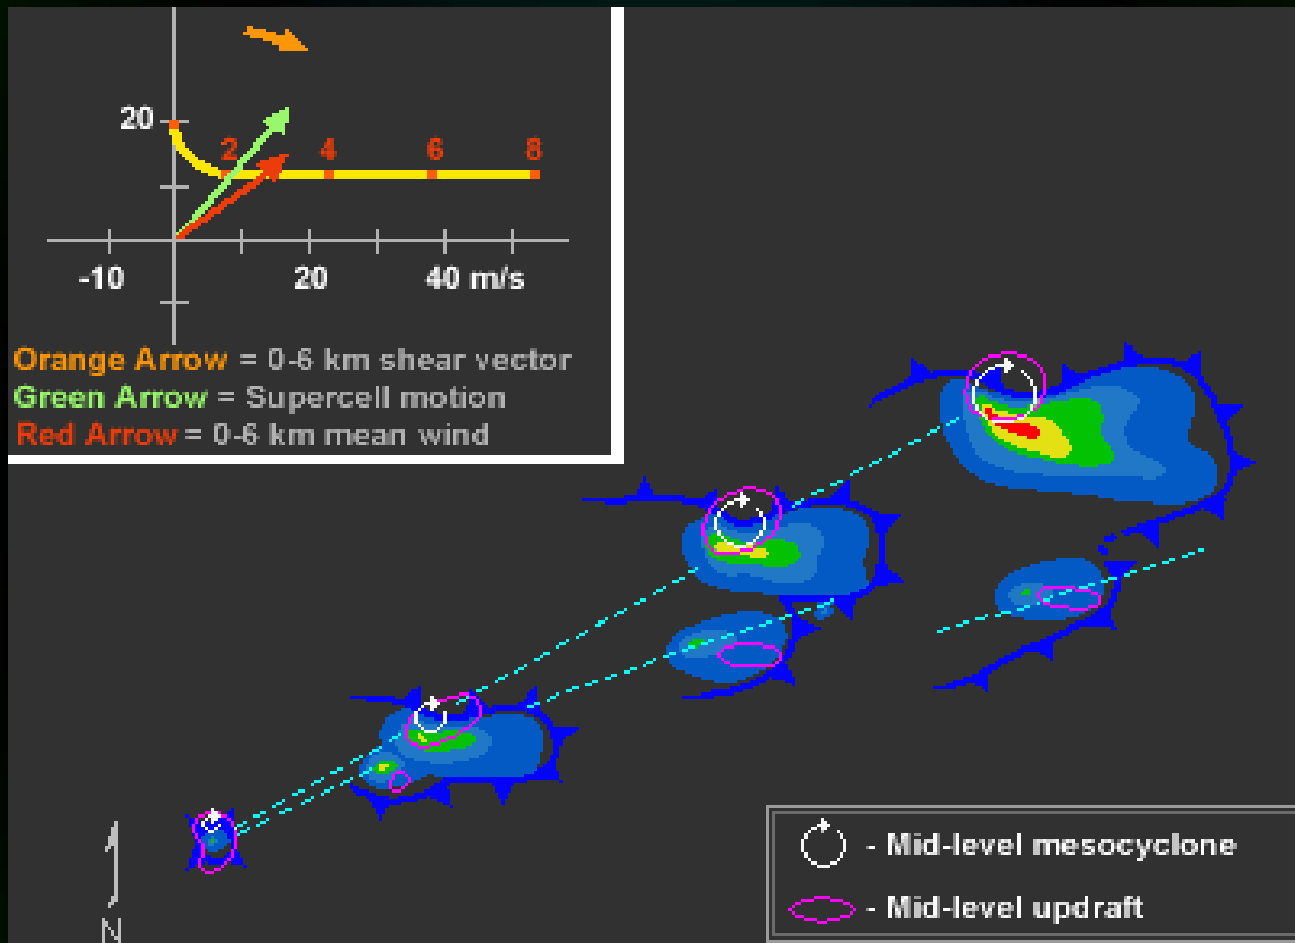 20
2 4 6 8
-10 20 40 m/s
Orange Arrow = 0-6 km shear vector
Green Arrow = Supercell motion
Red Arrow = 0-6 km mean wind
- Mid-level mesocyclone
- Mid-level updraft
N